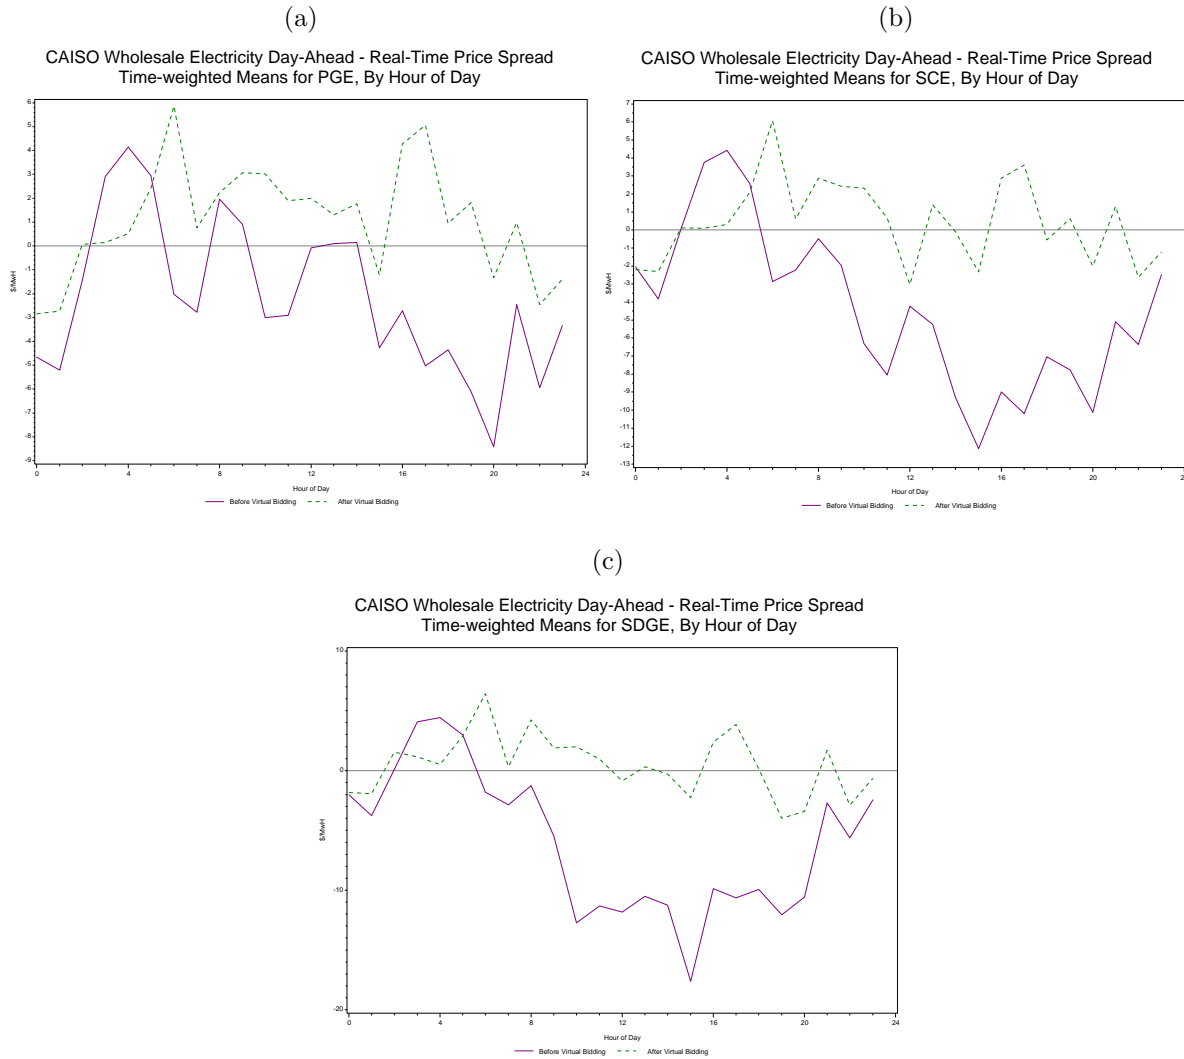 (a)
CAISO Wholesale Electricity Day-Ahead - Real-Time Price Spread
Time-weighted Means for PGE, By Hour of Day
6
5
4
3
2
1
0
-1
-2
-3
-4
-5
-6
-7
-8
-9
$/MwH
0 4 8 12 16 20 24
Hour of Day
Before Virtual Bidding After Virtual Bidding
(b)
CAISO Wholesale Electricity Day-Ahead - Real-Time Price Spread
Time-weighted Means for SCE, By Hour of Day
7
6
5
4
3
2
1
0
-1
-2
-3
-4
-5
-6
-7
-8
-9
-10
-11
-12
-13
$/MwH
0 4 8 12 16 20
Hour of Day
Before Virtual Bidding After Virtual Bidding
(c)
CAISO Wholesale Electricity Day-Ahead - Real-Time Price Spread
Time-weighted Means for SDGE, By Hour of Day
10
0
-10
-20
$/MwH
0 4 8 12 16 20 24
Hour of Day
Before Virtual Bidding After Virtual Bidding